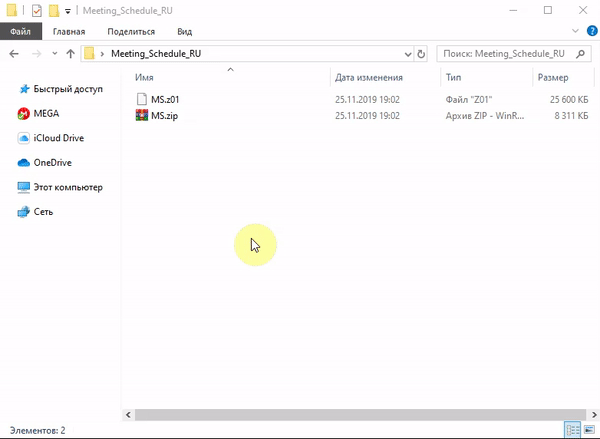 Meeting_Schedule_RU
Файл Главная Поделиться Вид
Meeting_Schedule_RU Поиск: Meeting_Schedule_RU
Имя Дата изменения Тип Размер
Быстрый доступ
MEGA
iCloud Drive
OneDrive
Этот компьютер
Сеть
MS.z01 25.11.2019 19:02 Файл "Z01" 25 600 КБ
MS.zip 25.11.2019 19:02 Архив ZIP - WinR... 8 311 КБ
Элементов: 2